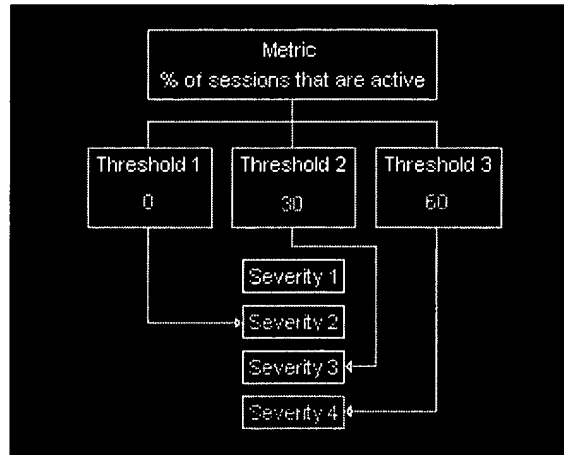 Metric
% of sessions that are active
Threshold 1
0
Threshold 2
30
Threshold 3
60
Severity 1
Severity 2
Severity 3
Severity 4